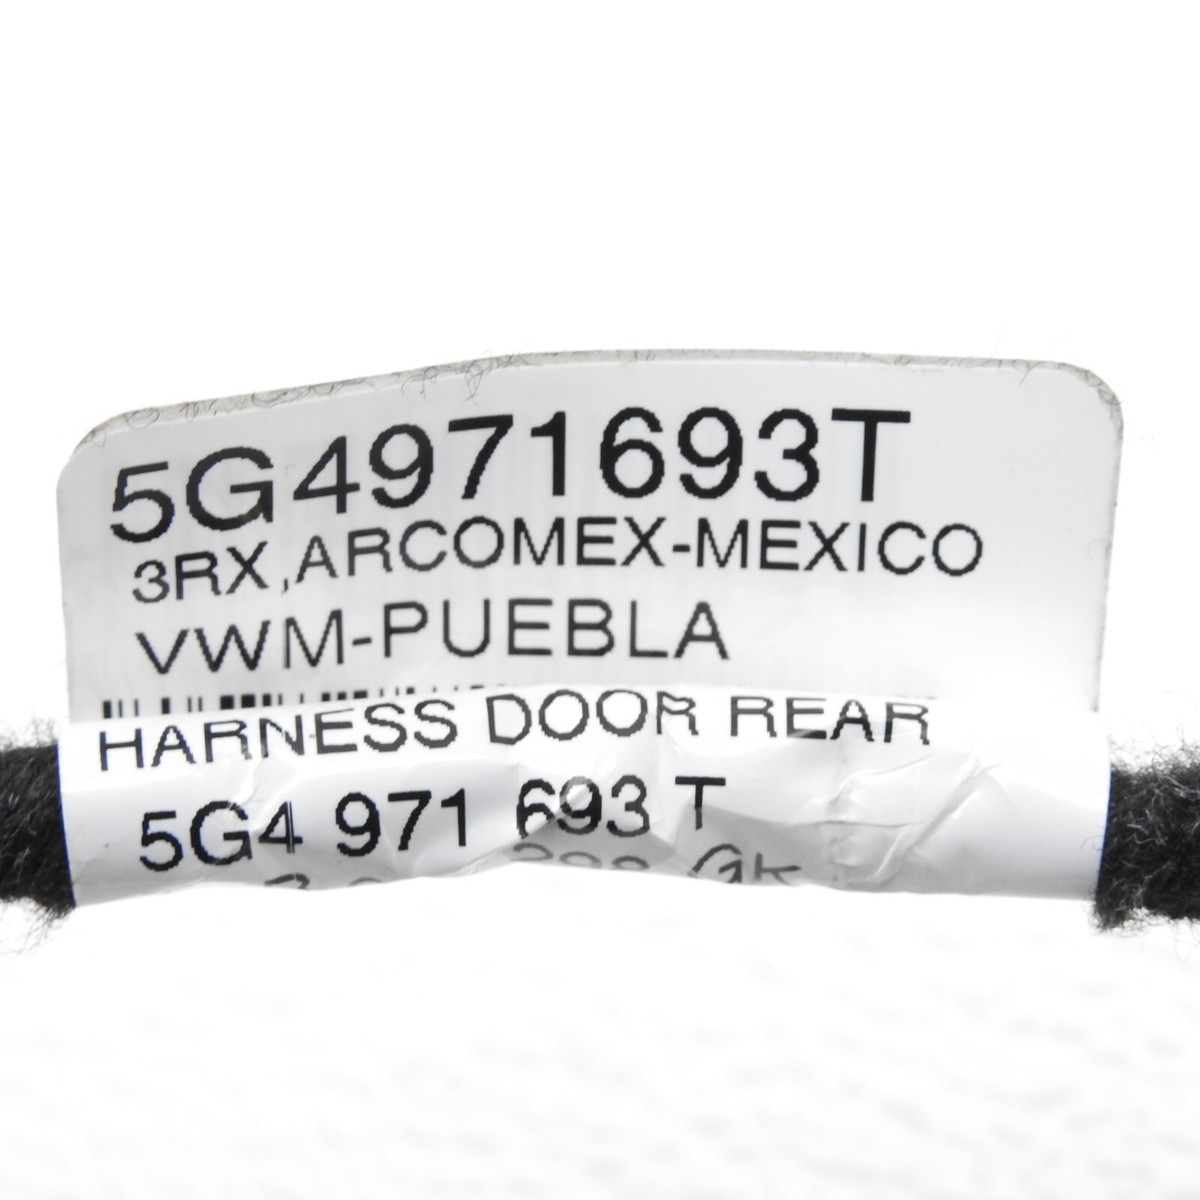 5G4971693T
3RX,ARCOMEX-MEXICO
VWM-PUEBLA
HARNESS DOOR REAR
5G4 971 693 T